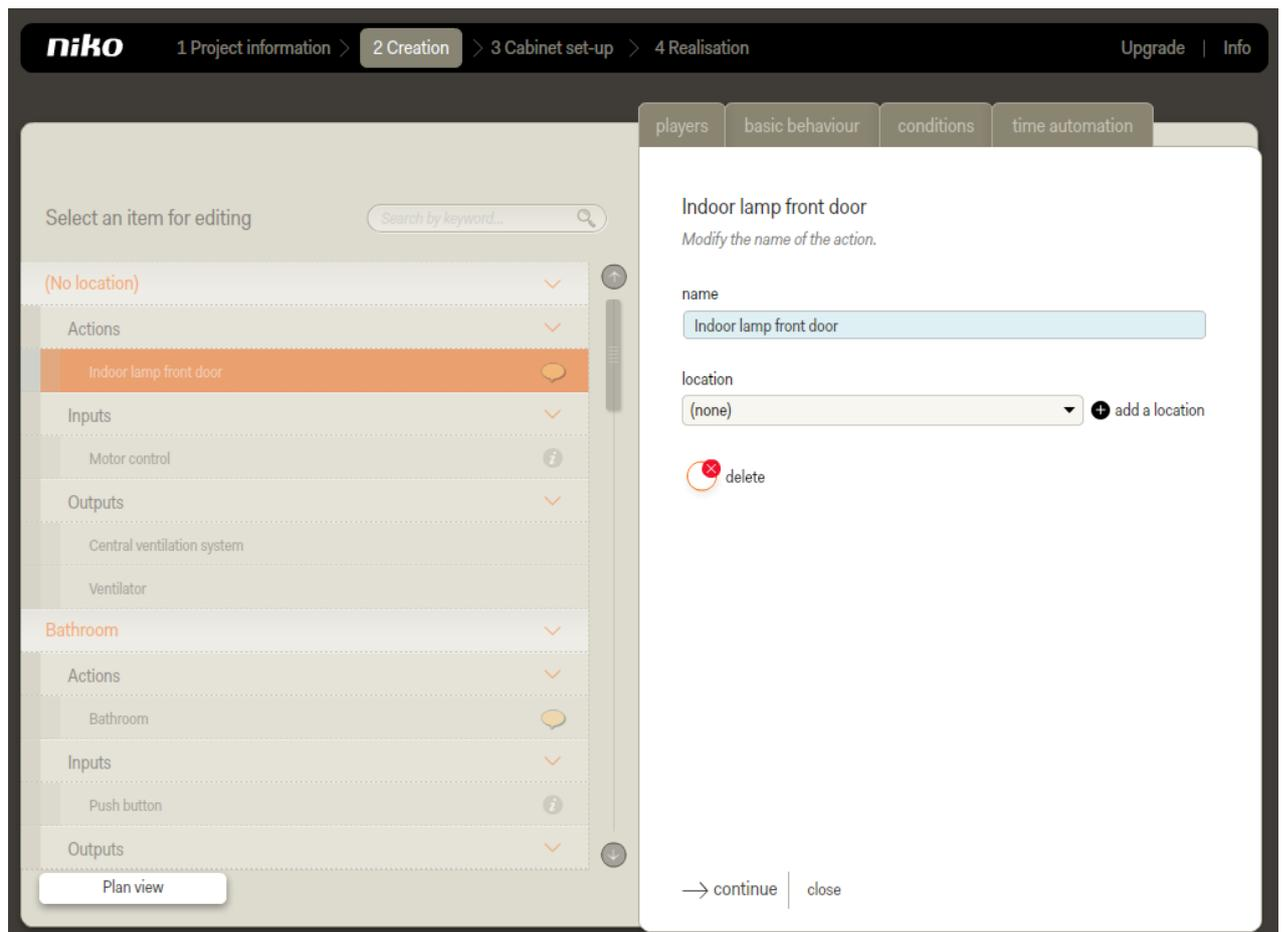 niko
1 Project information
2 Creation
3 Cabinet set-up
4 Realisation
Upgrade | Info
players
basic behaviour
conditions
time automation
Select an item for editing
Search by keyword...
(No location)
Actions
Indoor lamp front door
Inputs
Motor control
Outputs
Central ventilation system
Ventilator
Bathroom
Actions
Bathroom
Inputs
Push button
Outputs
Plan view
Indoor lamp front door
Modify the name of the action.
name
Indoor lamp front door
location
(none)
add a location
delete
continue
close